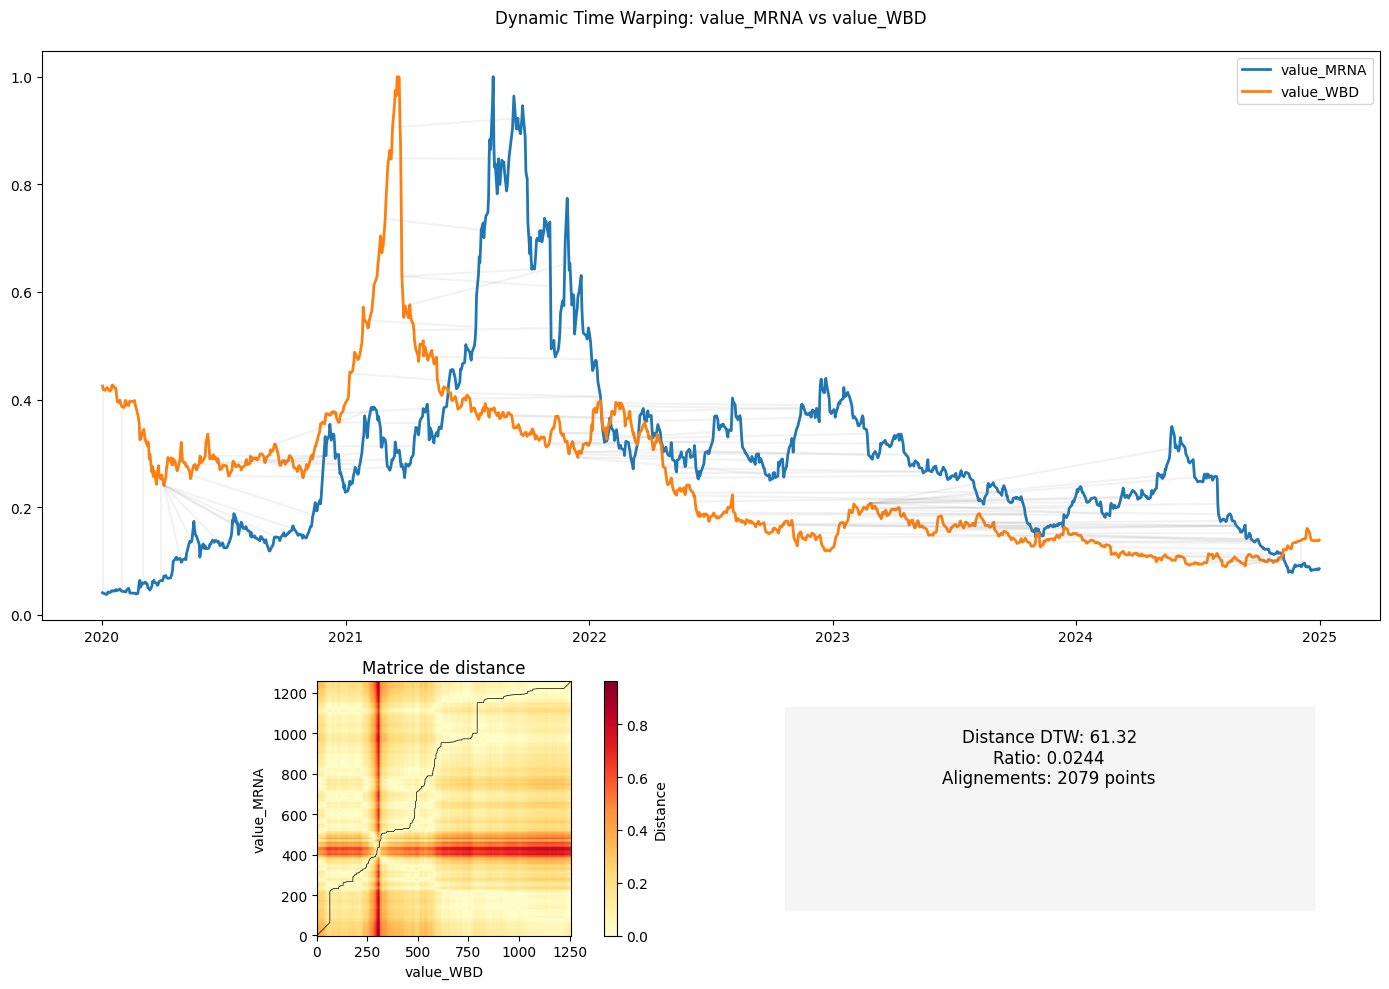 Dynamic Time Warping: value_MRNA vs value_WBD
value_MRNA
value_WBD
1.0
0.8
0.6
0.4
0.2
0.0
2020 2021 2022 2023 2024 2025
Matrice de distance
1200
1000
800
600
400
200
0
value_MRNA
0 250 500 750 1000 1250
value_WBD
0.8
0.6
0.4
0.2
0.0
Distance
Distance DTW: 61.32
Ratio: 0.0244
Alignements: 2079 points